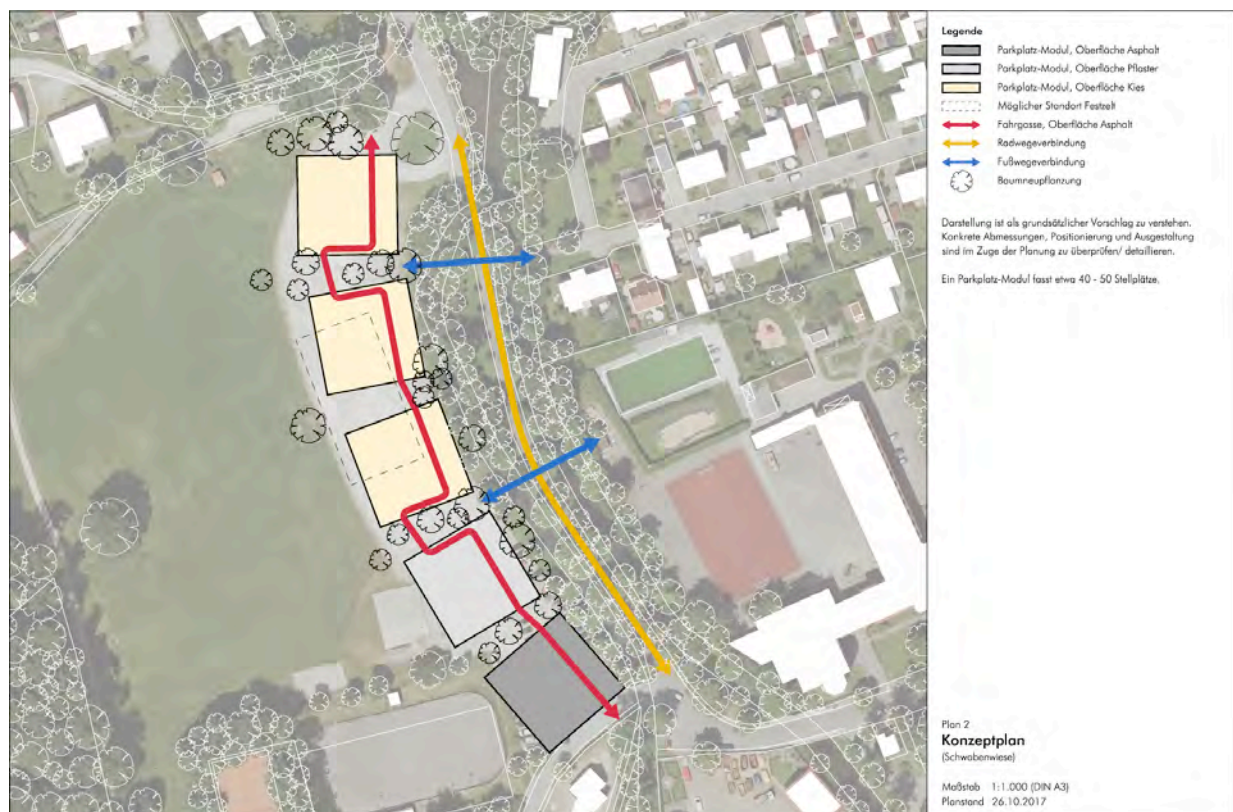 Legende
Parkplatz-Modul, Oberfläche Asphalt
Parkplatz-Modul, Oberfläche Pflaster
Parkplatz-Modul, Oberfläche Kies
Möglicher Standort Festzelt
Fahrgasse, Oberfläche Asphalt
Radwegeverbindung
Fußwegeverbindung
Baumneupflanzung
Darstellung ist als grundsätzlicher Vorschlag zu verstehen.
Konkrete Abmessungen, Positionierung und Ausgestaltung
sind im Zuge der Planung zu überprüfen/ detaillieren.
Ein Parkplatz-Modul fasst etwa 40 - 50 Stellplätze.
Plan 2
Konzeptplan
(Schwabenwiese)
Maßstab 1:1.000 (DIN A3)
Planstand 26.10.2017